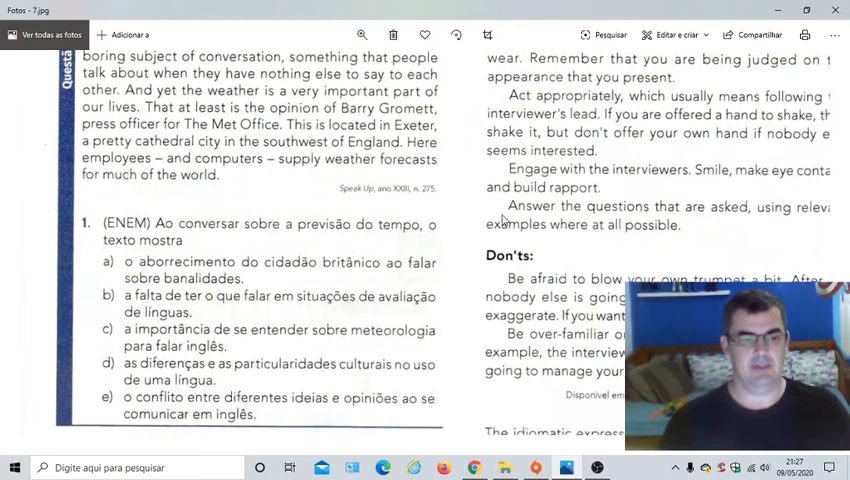 Fotos - 7.jpg
Ver todas as fotos
Adicionar a
Pesquisar
Editar e criar
Compartilhar
Questã
boring subject of conversation, something that people
talk about when they have nothing else to say to each
other. And yet the weather is a very important part of
our lives. That at least is the opinion of Barry Gromett,
press officer for The Met Office. This is located in Exeter,
a pretty cathedral city in the southwest of England. Here
employees – and computers – supply weather forecasts
for much of the world.
Speak Up, ano XXIII, n. 275.
1. (ENEM) Ao conversar sobre a previsão do tempo, o
texto mostra
a) o aborrecimento do cidadão britânico ao falar
sobre banalidades.
b) a falta de ter o que falar em situações de avaliação
de línguas.
c) a importância de se entender sobre meteorologia
para falar inglês.
d) as diferenças e as particularidades culturais no uso
de uma língua.
e) o conflito entre diferentes ideias e opiniões ao se
comunicar em inglês.
wear. Remember that you are being judged on t
appearance that you present.
Act appropriately, which usually means following
interviewer's lead. If you are offered a hand to shake, th
shake it, but don't offer your own hand if nobody e
seems interested.
Engage with the interviewers. Smile, make eye conta
and build rapport.
Answer the questions that are asked, using releva
examples where at all possible.
Don'ts:
Be afraid to blow your own trumpet a bit. After
nobody else is going
exaggerate. If you want
Be over-familiar or
example, the interview
going to manage your
Disponível em
The idiomatic express
Digite aqui para pesquisar
21:27
09/05/2020